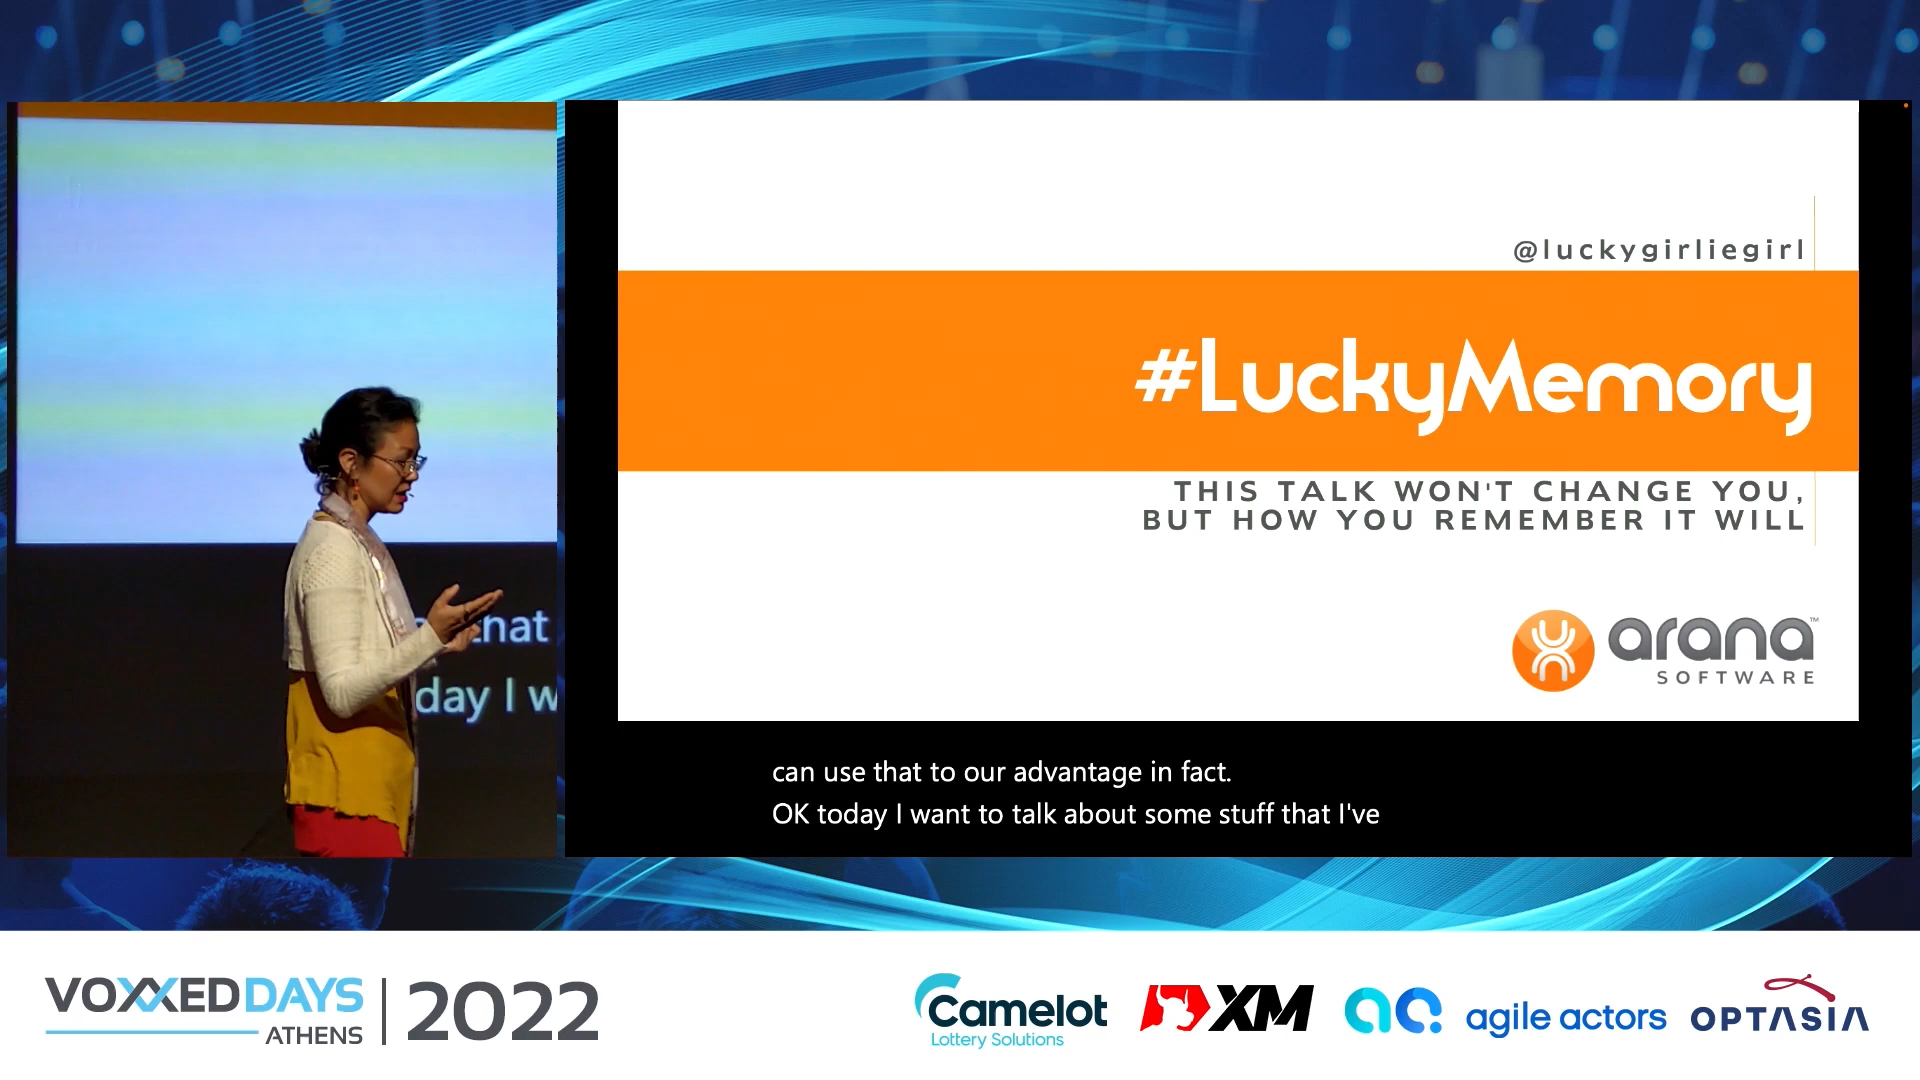 @luckygirliegirl
#LuckyMemory
THIS TALK WON'T CHANGE YOU,
BUT HOW YOU REMEMBER IT WILL
arana™
SOFTWARE
that
day I w
can use that to our advantage in fact.
OK today I want to talk about some stuff that I've
VOXXEDDAYS
ATHENS
2022
Camelot
Lottery Solutions
XM
agile actors
OPTASIA